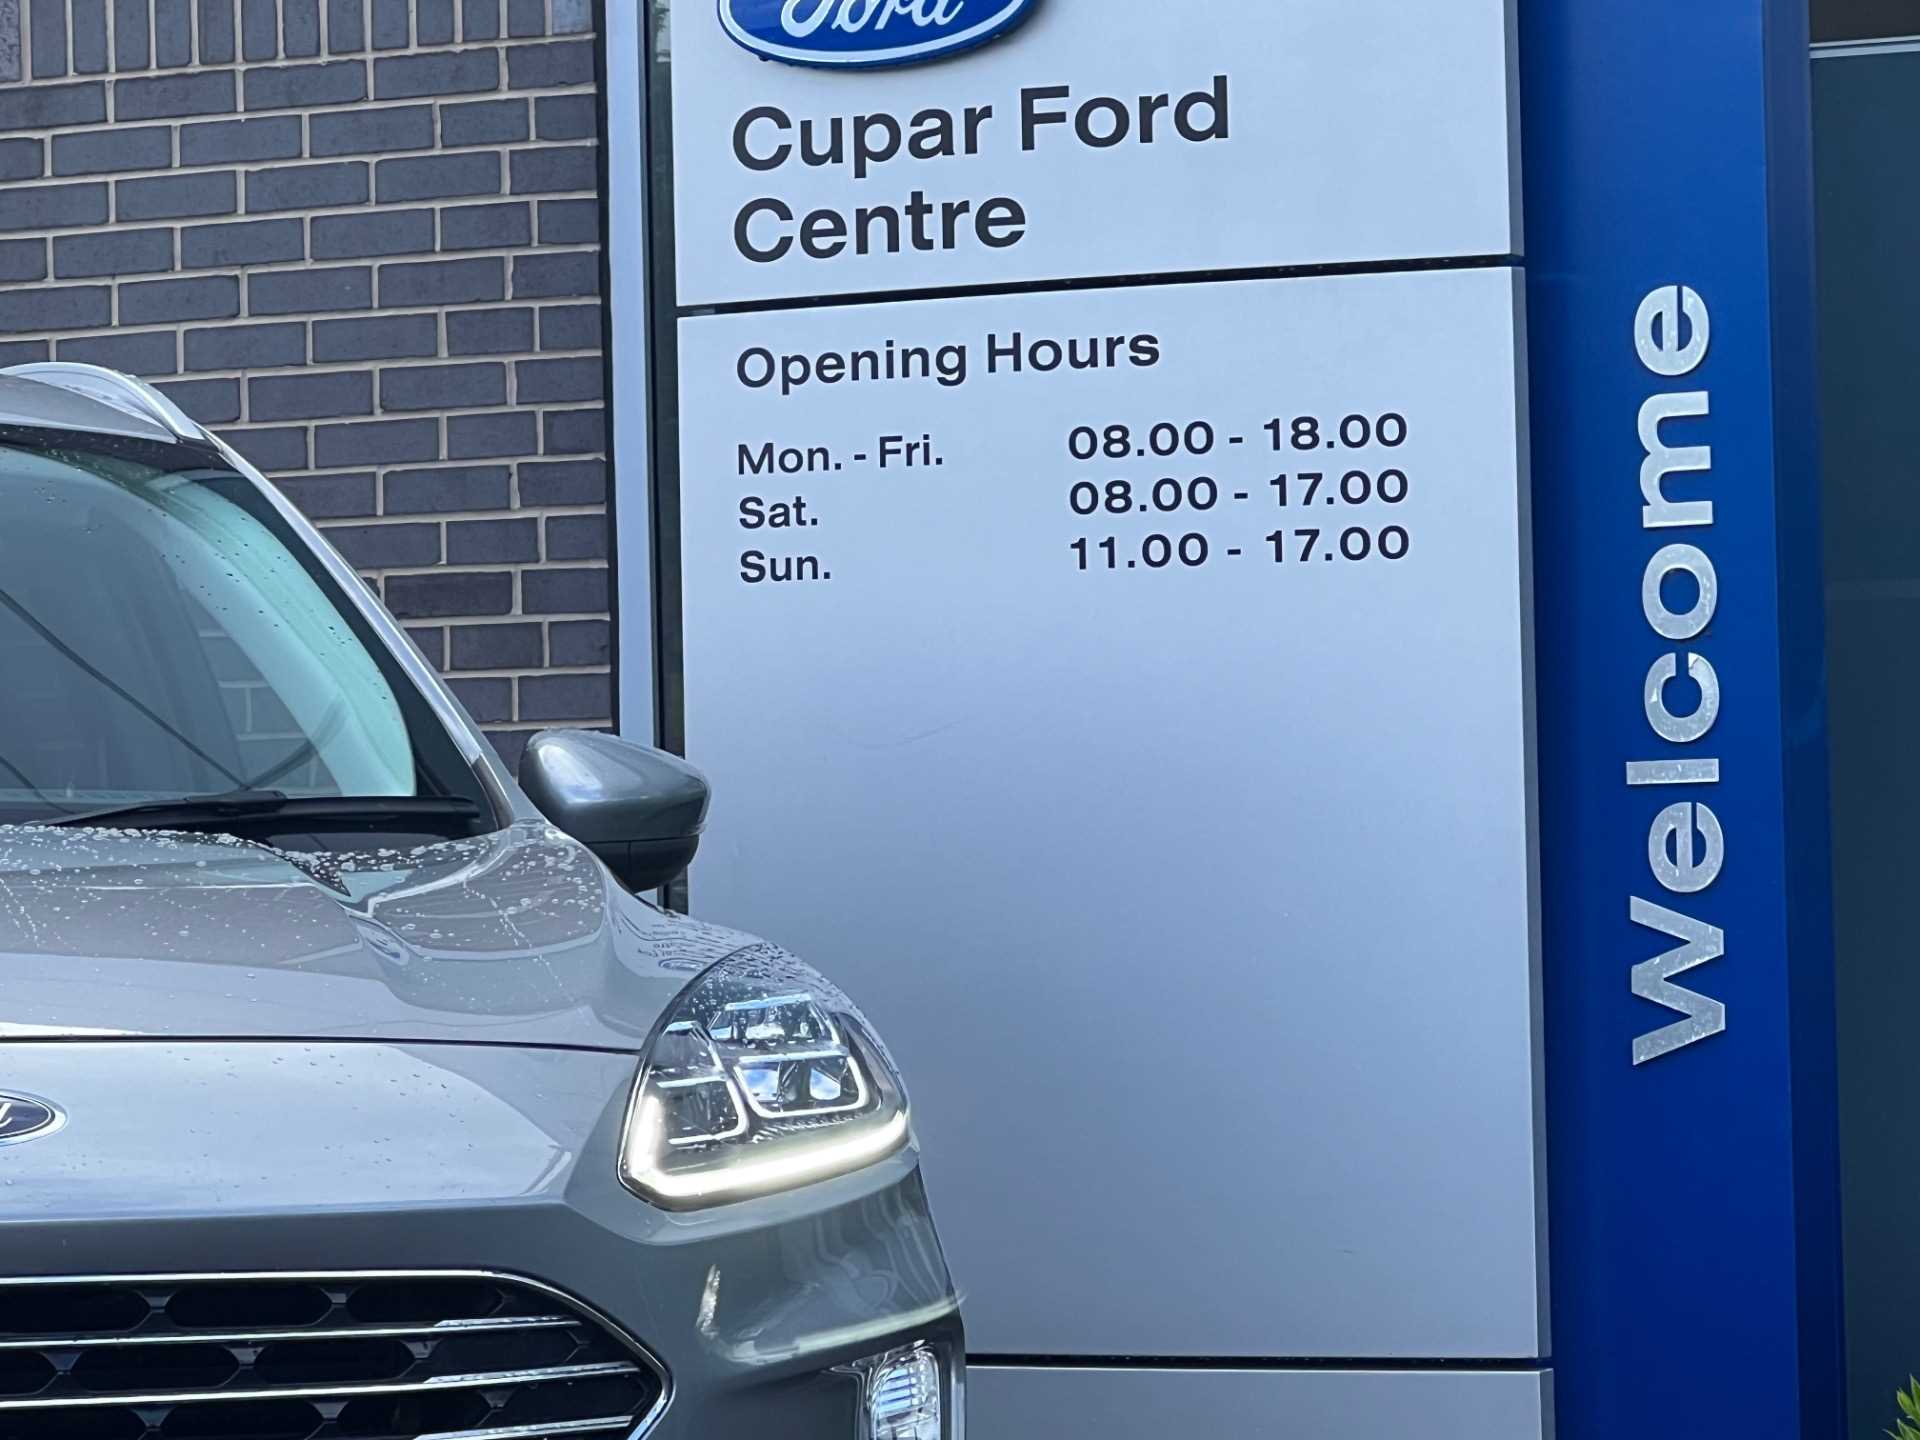 Ford
Cupar Ford
Centre
Opening Hours
Mon. - Fri. 08.00 - 18.00
Sat. 08.00 - 17.00
Sun. 11.00 - 17.00
Welcome